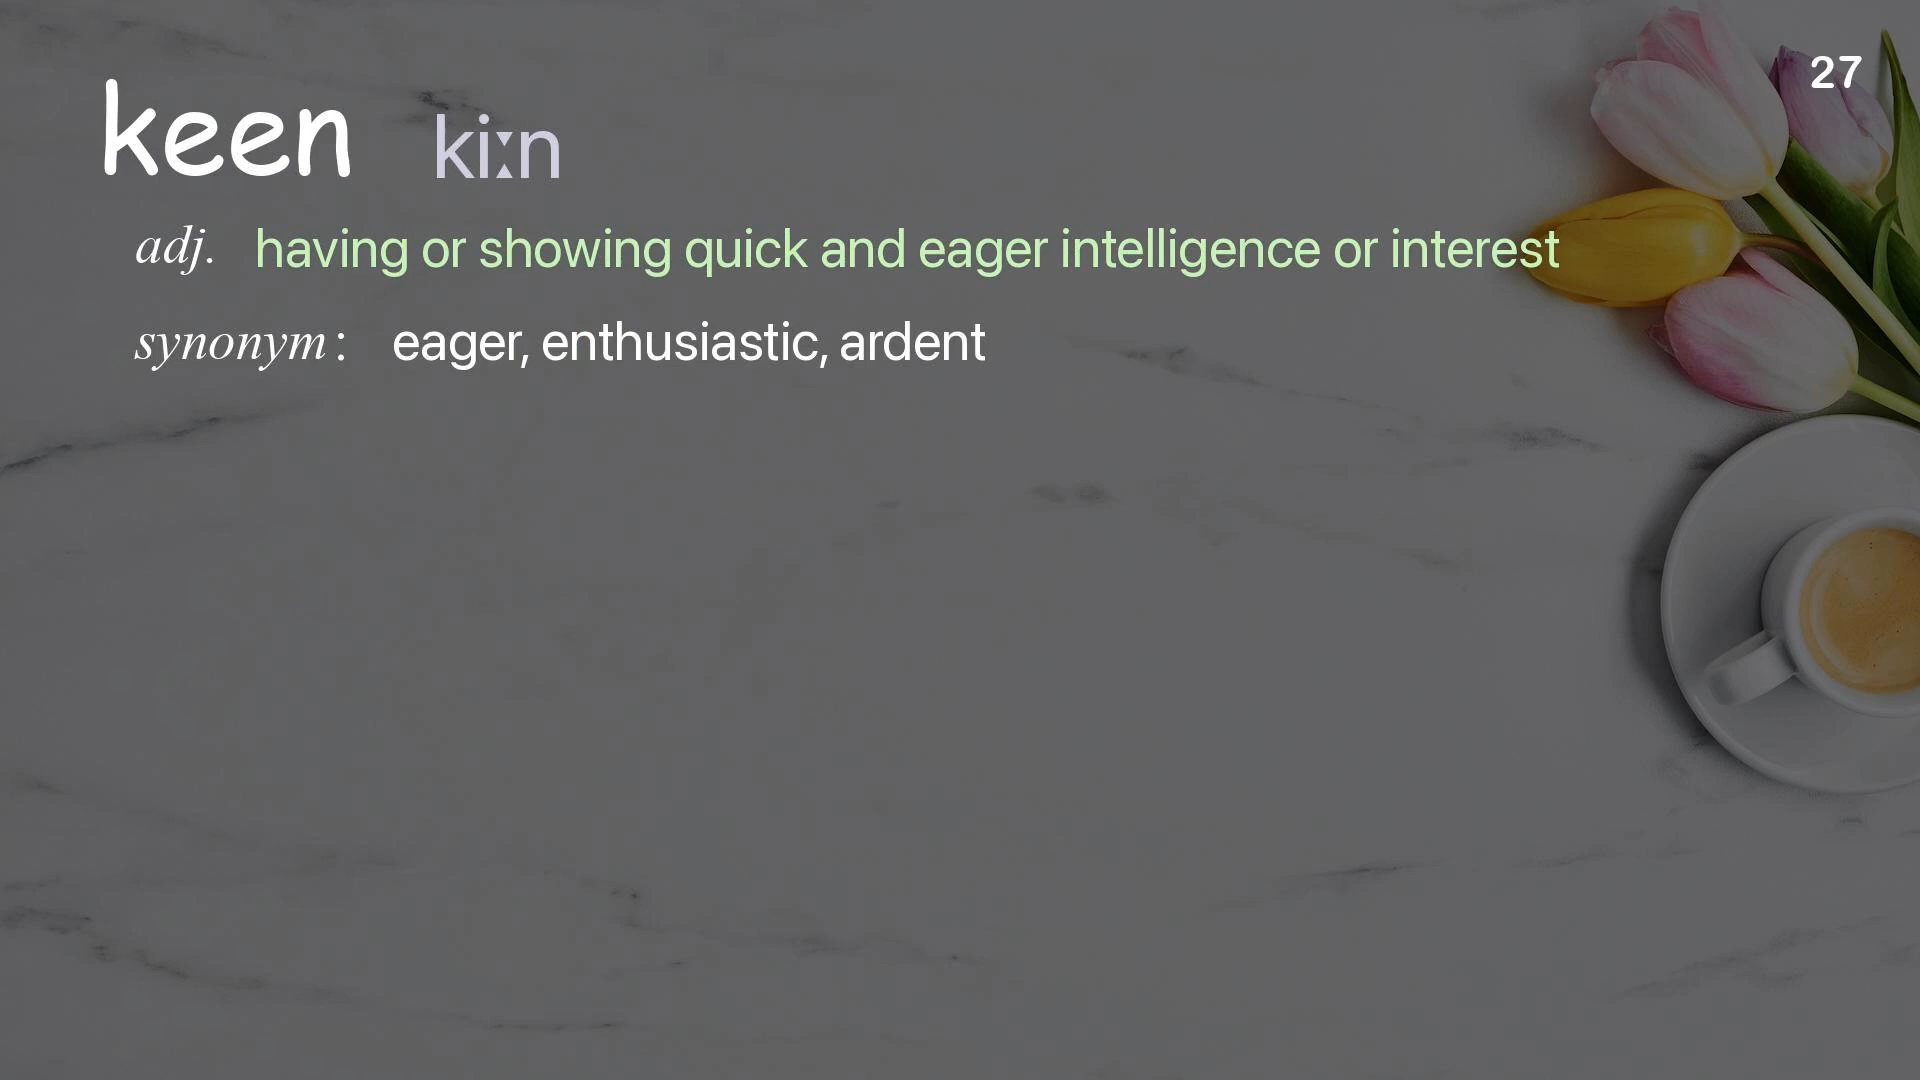 27
keen kiːn
adj. having or showing quick and eager intelligence or interest
synonym: eager, enthusiastic, ardent